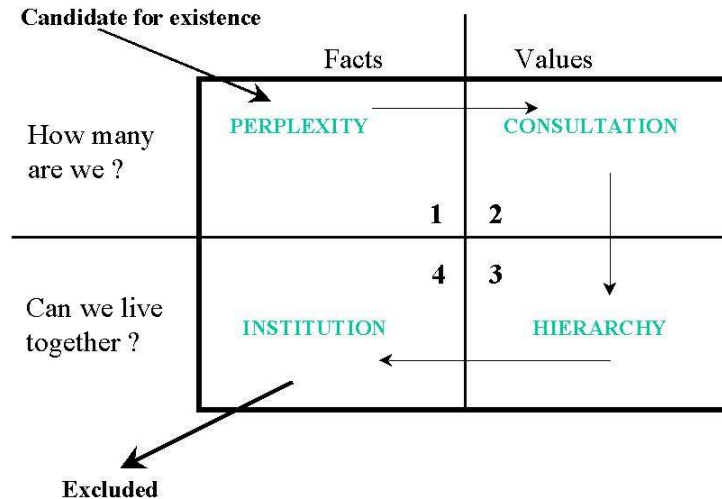 Candidate for existence
Facts
Values
How many
are we ?
PERPLEXITY
CONSULTATION
1
2
4
3
Can we live
together ?
INSTITUTION
HIERARCHY
Excluded